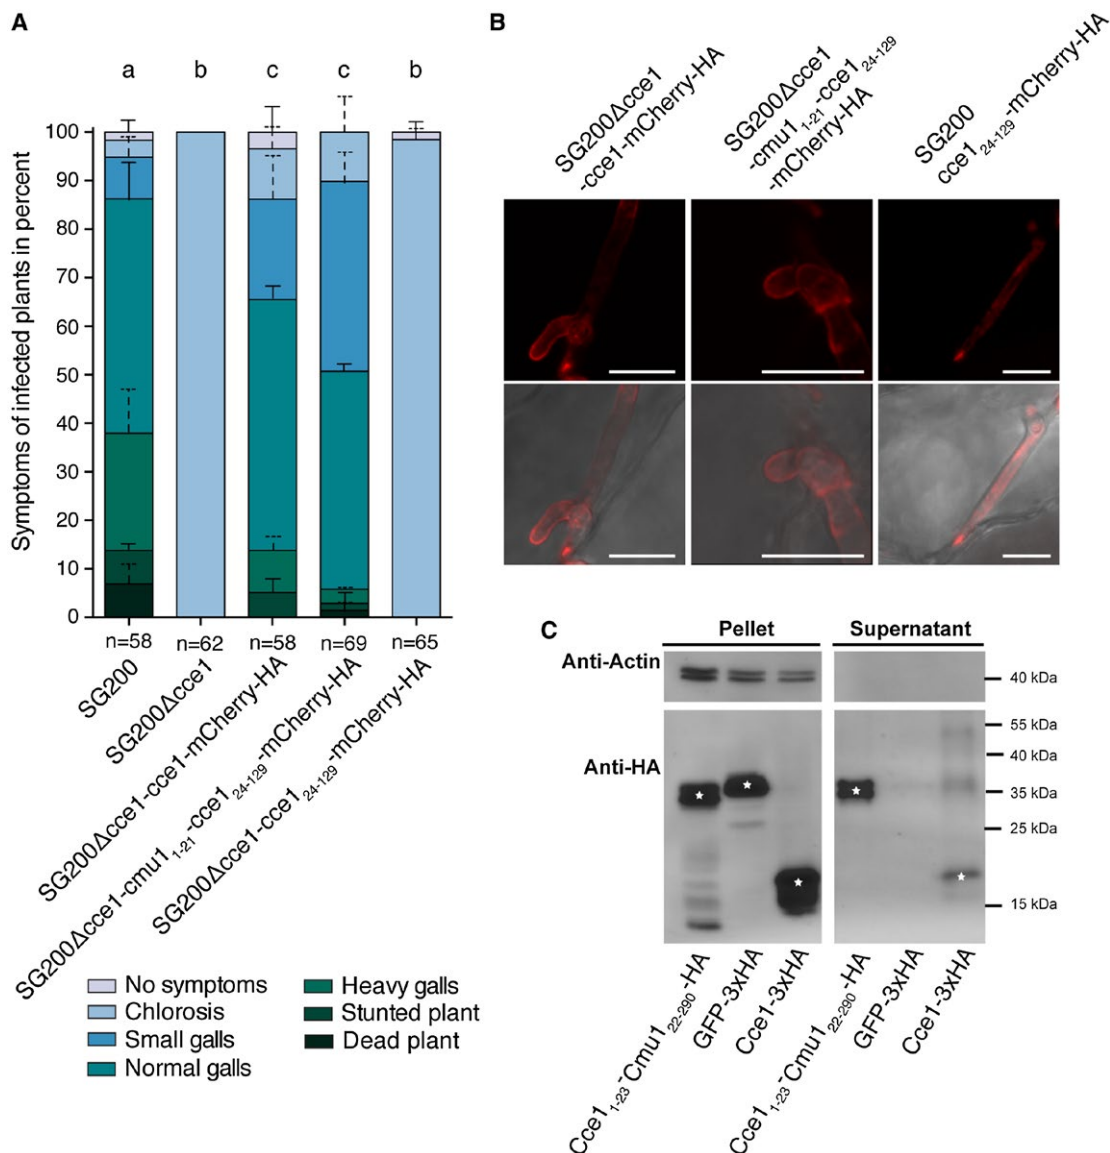 A
a b c c b
Symptoms of infected plants in percent
100
90
80
70
60
50
40
30
20
10
0
n=58 n=62 n=58 n=69 n=65
SG200
SG200Δcce1
SG200Δcce1-cce1-mCherry-HA
SG200Δcce1-cmu1₁₋₂₁-cce1₂₄₋₁₂₉-mCherry-HA
SG200Δcce1-cce1₂₄₋₁₂₉-mCherry-HA
No symptoms
Chlorosis
Small galls
Normal galls
Heavy galls
Stunted plant
Dead plant
B
SG200Δcce1
-cce1-mCherry-HA
SG200Δcce1
-cmu1₁₋₂₁-cce1₂₄₋₁₂₉
-mCherry-HA
SG200
cce1₂₄₋₁₂₉-mCherry-HA
C
Pellet Supernatant
Anti-Actin
40 kDa
Anti-HA
55 kDa
40 kDa
35 kDa
25 kDa
15 kDa
Cce1₁₋₂₃-Cmu1₂₂₋₂₉₀-HA
GFP-3xHA
Cce1-3xHA
Cce1₁₋₂₃-Cmu1₂₂₋₂₉₀-HA
GFP-3xHA
Cce1-3xHA